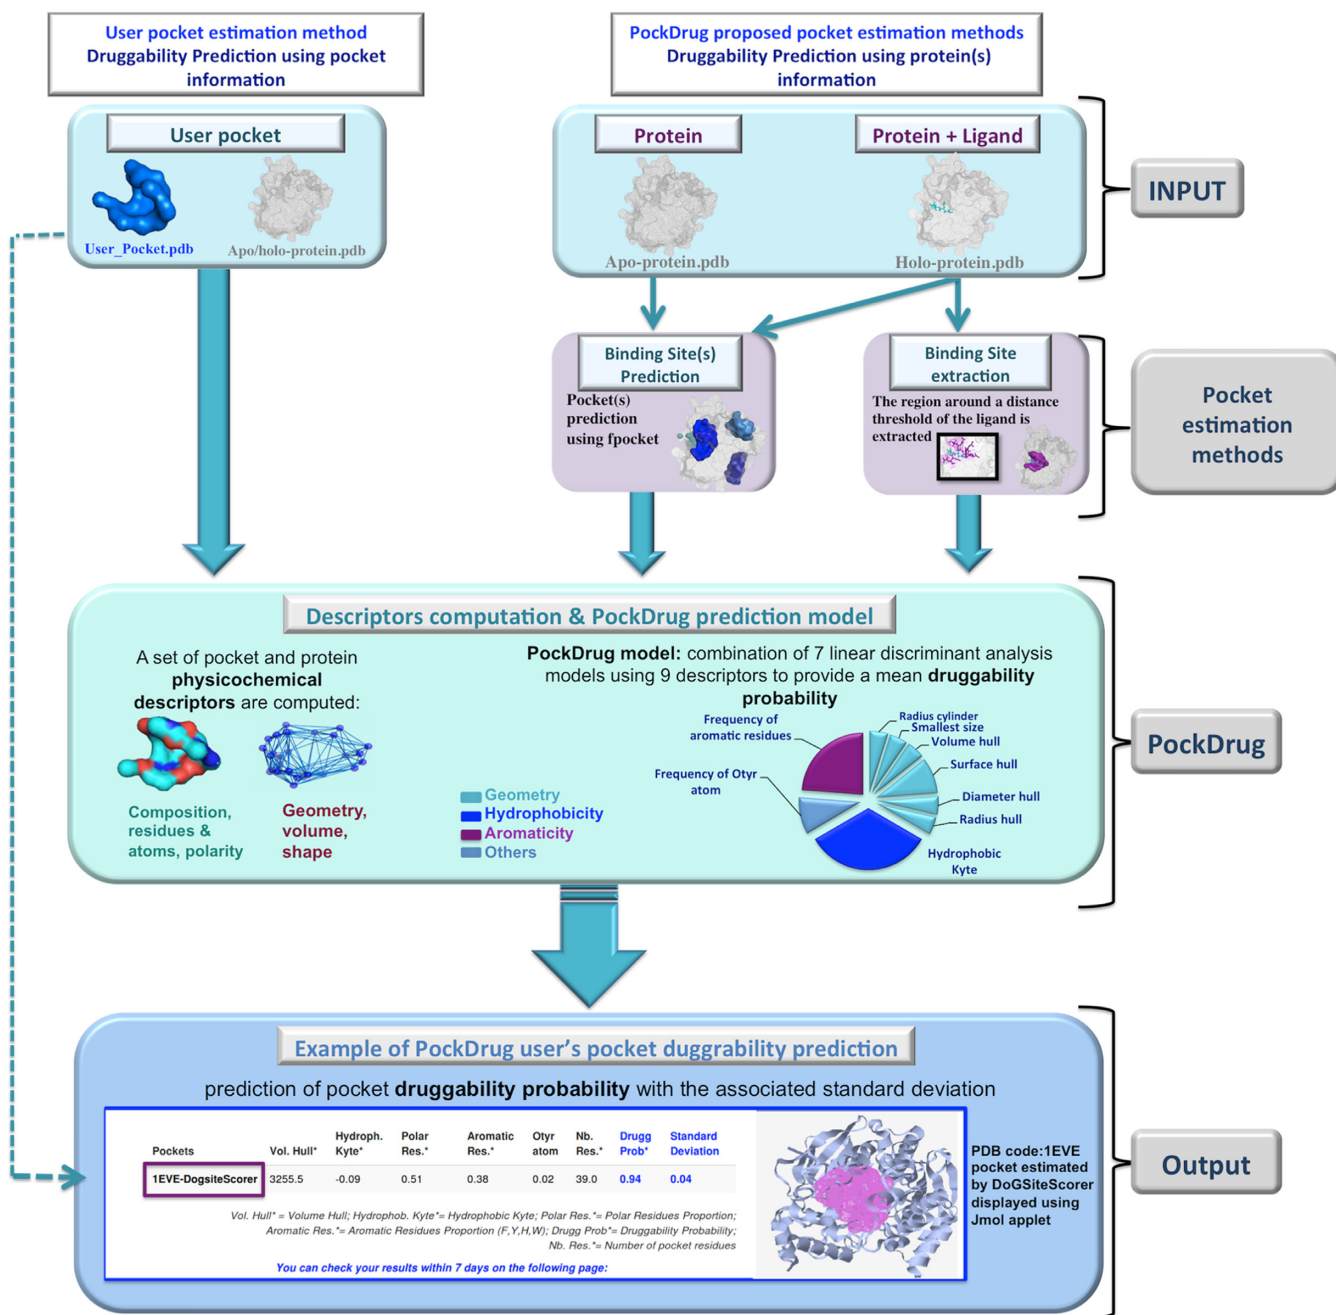 User pocket estimation method
Druggability Prediction using pocket
information
PockDrug proposed pocket estimation methods
Druggability Prediction using protein(s)
information
User pocket
User_Pocket.pdb
Apo/holo-protein.pdb
Protein
Protein + Ligand
Apo-protein.pdb
Holo-protein.pdb
INPUT
Binding Site(s)
Prediction
Pocket(s)
prediction
using fpocket
Binding Site
extraction
The region around a distance
threshold of the ligand is
extracted
Pocket
estimation
methods
Descriptors computation & PockDrug prediction model
A set of pocket and protein
physicochemical
descriptors are computed:
Composition,
residues &
atoms, polarity
Geometry,
volume,
shape
PockDrug model: combination of 7 linear discriminant analysis
models using 9 descriptors to provide a mean druggability
probability
Geometry
Hydrophobicity
Aromaticity
Others
Frequency of
aromatic residues
Frequency of Otyr
atom
Radius cylinder
Smallest size
Volume hull
Surface hull
Diameter hull
Radius hull
Hydrophobic
Kyte
PockDrug
Example of PockDrug user's pocket duggrability prediction
prediction of pocket druggability probability with the associated standard deviation
Pockets Vol. Hull* Hydroph. Kyte* Polar Res.* Aromatic Res.* Otyr atom Nb. Res.* Drugg Prob* Standard Deviation
1EVE-DogsiteScorer 3255.5 -0.09 0.51 0.38 0.02 39.0 0.94 0.04
Vol. Hull* = Volume Hull; Hydrophob. Kyte*= Hydrophobic Kyte; Polar Res.*= Polar Residues Proportion;
Aromatic Res.*= Aromatic Residues Proportion (F,Y,H,W); Drugg Prob*= Druggability Probability;
Nb. Res.*= Number of pocket residues
You can check your results within 7 days on the following page:
PDB code:1EVE
pocket estimated
by DoGSiteScorer
displayed using
Jmol applet
Output